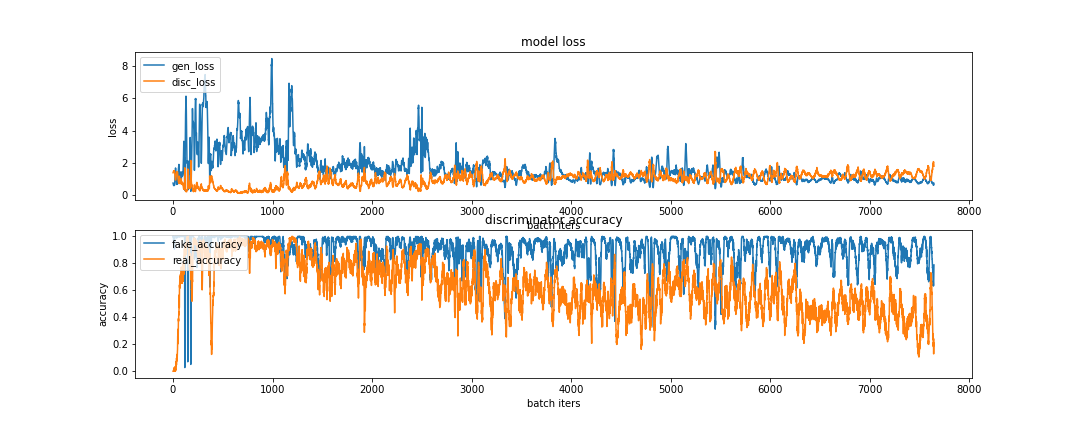 model loss
gen_loss
disc_loss
loss
8
6
4
2
0
0 1000 2000 3000 4000 5000 6000 7000 8000
batch iters
discriminator accuracy
fake_accuracy
real_accuracy
accuracy
1.0
0.8
0.6
0.4
0.2
0.0
0 1000 2000 3000 4000 5000 6000 7000 8000
batch iters